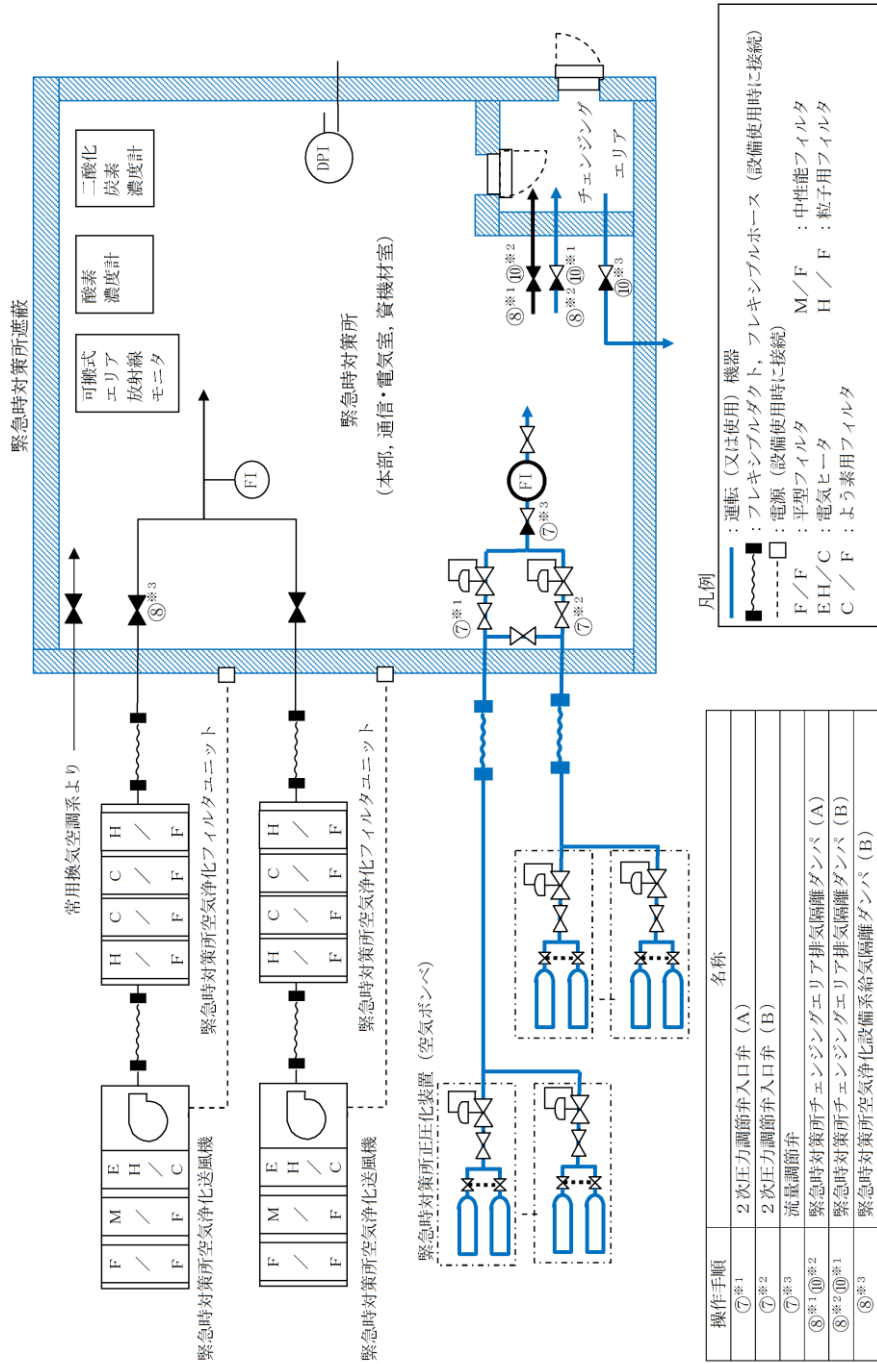 緊急時対策所遮蔽
常用換気空調系より
可搬式
エリア
放射線
モニタ
酸素
濃度計
二酸化
炭素
濃度計
F/F
M/F
EH/C
H/F
C/F
C/F
H/F
⑧※3
FI
DPI
緊急時対策所空気浄化送風機
緊急時対策所空気浄化フィルタユニット
F/F
M/F
EH/C
H/F
C/F
C/F
H/F
緊急時対策所
(本部,通信・電気室,資機材室)
緊急時対策所空気浄化送風機
緊急時対策所空気浄化フィルタユニット
緊急時対策所正圧化装置(空気ボンベ)
⑦※1
⑦※2
⑦※3
FI
⑧※1⑩※2
⑧※2⑩※1
⑩※3
チェンジング
エリア
操作手順 名称
⑦※1 2次圧力調節弁入口弁(A)
⑦※2 2次圧力調節弁入口弁(B)
⑦※3 流量調節弁
⑧※1⑩※2 緊急時対策所チェンジングエリア排気隔離ダンパ(A)
⑧※2⑩※1 緊急時対策所チェンジングエリア排気隔離ダンパ(B)
⑧※3 緊急時対策所空気浄化設備系給気隔離ダンパ(B)
凡例
:運転(又は使用)機器
:フレキシブルダクト,フレキシブルホース(設備使用時に接続)
:電源(設備使用時に接続)
F/F :平型フィルタ M/F :中性能フィルタ
EH/C :電気ヒータ H/F :粒子用フィルタ
C/F :よう素用フィルタ